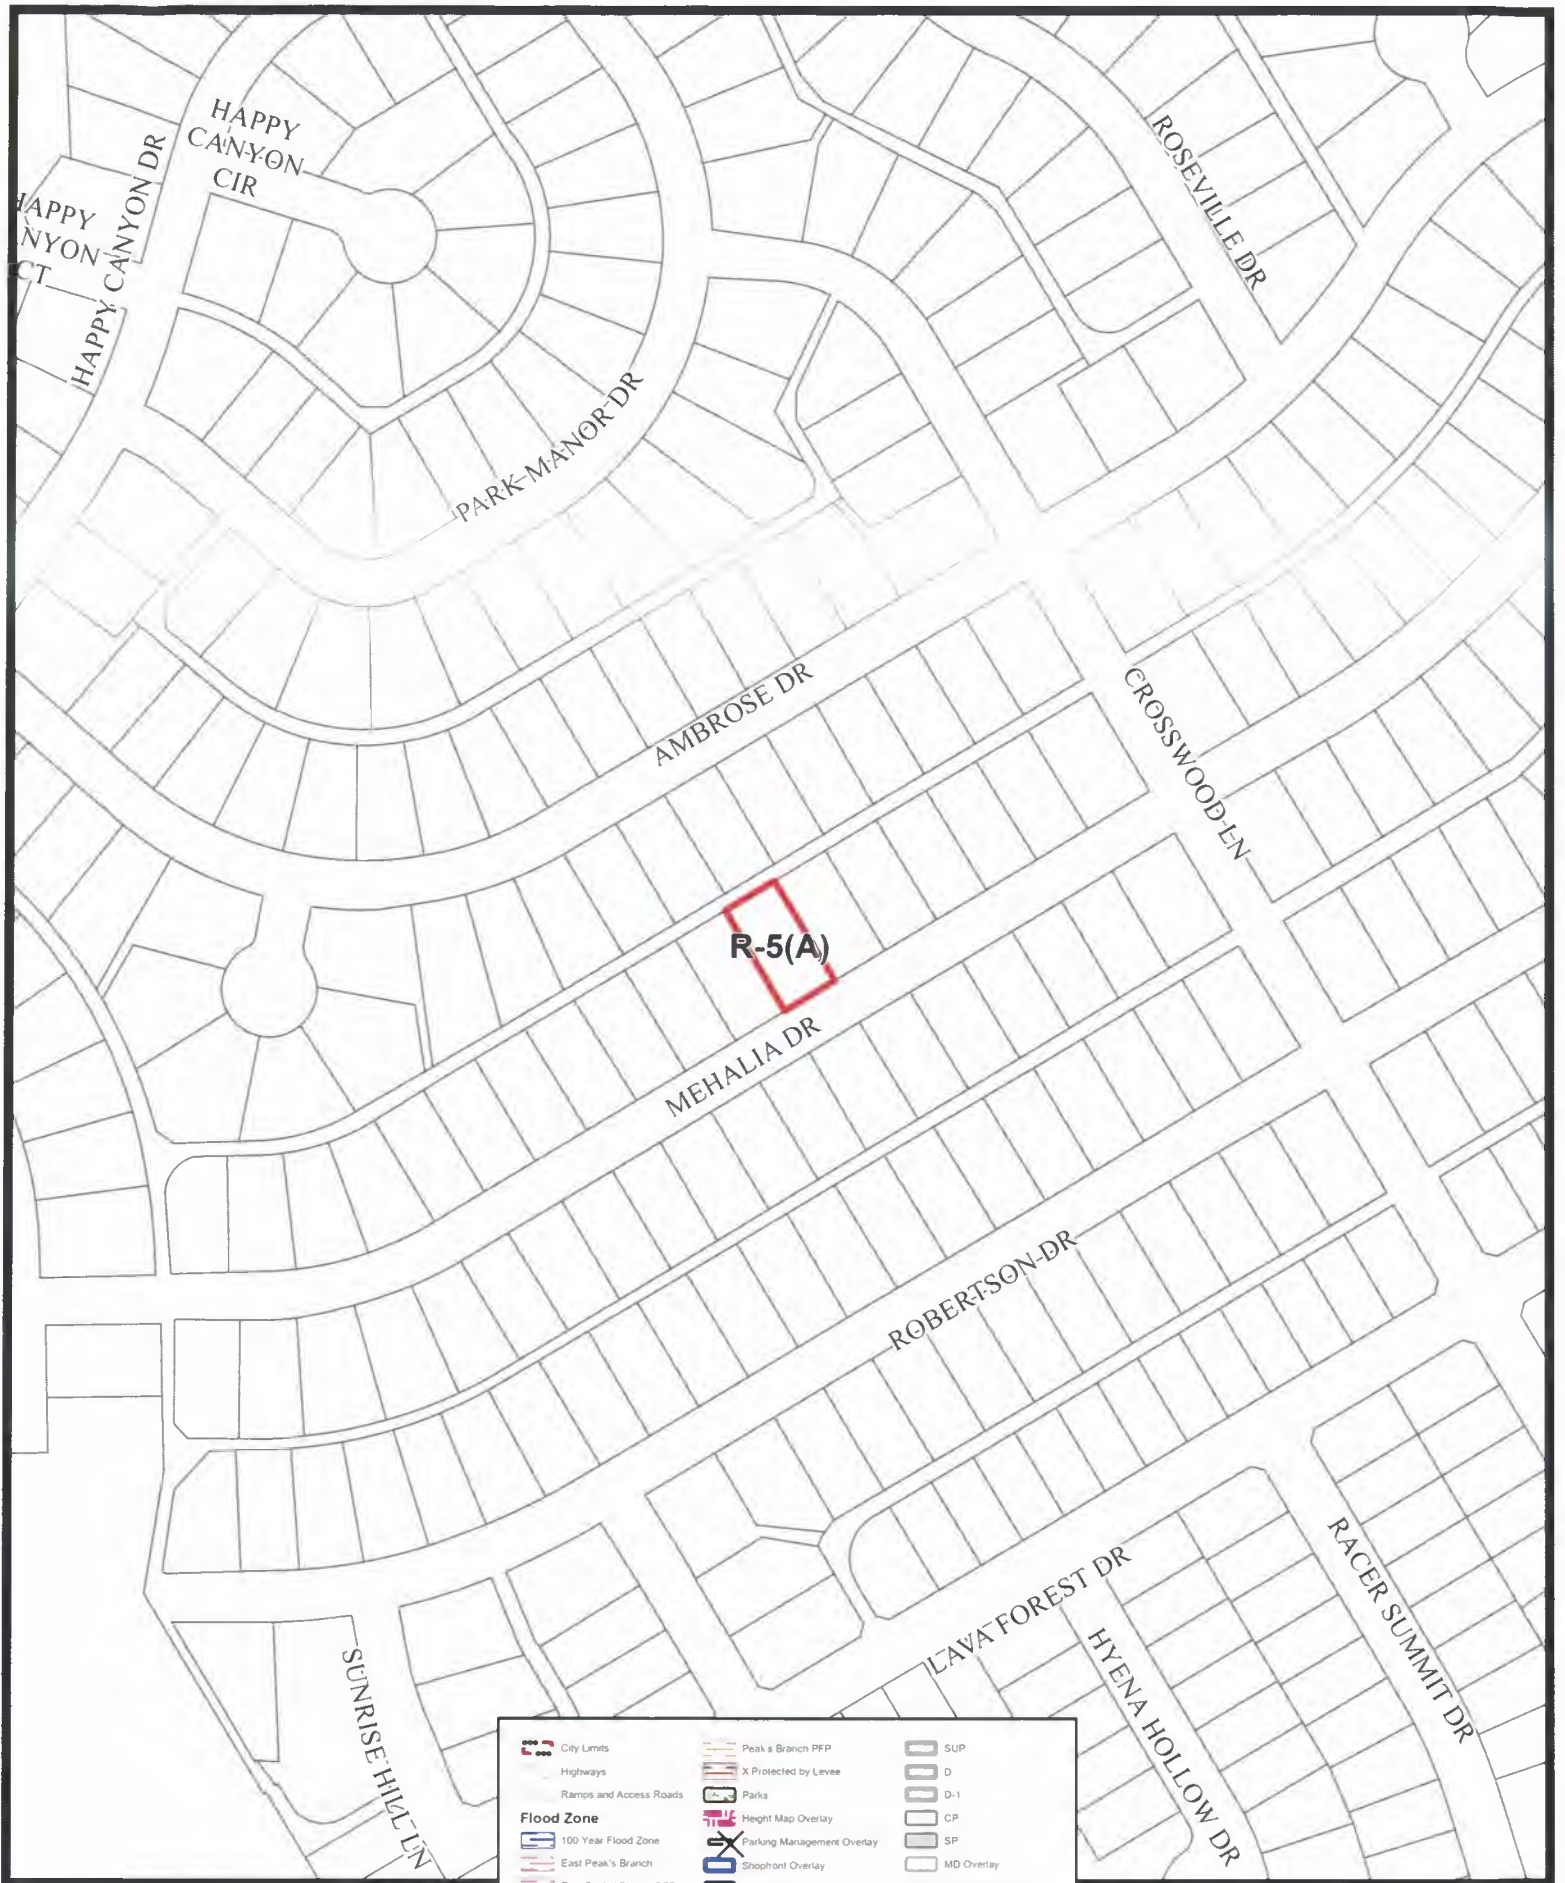 HAPPY
CANYON
CIR
HAPPY CANYON DR
HAPPY
NYON
CT
ROSEVILLE DR
PARK MANOR DR
AMBROSE DR
CROSSWOOD LN
R-5(A)
MEHALIA DR
ROBERTSON DR
LAVA FOREST DR
RACER SUMMIT DR
HYENA HOLLOW DR
SUNRISE HILL LN
City Limits
Highways
Ramps and Access Roads
Flood Zone
100 Year Flood Zone
East Peak's Branch
Peak's Branch PFP
X Protected by Levee
Parks
Height Map Overlay
Parking Management Overlay
Shopfront Overlay
SUP
D
D-1
CP
SP
MD Overlay